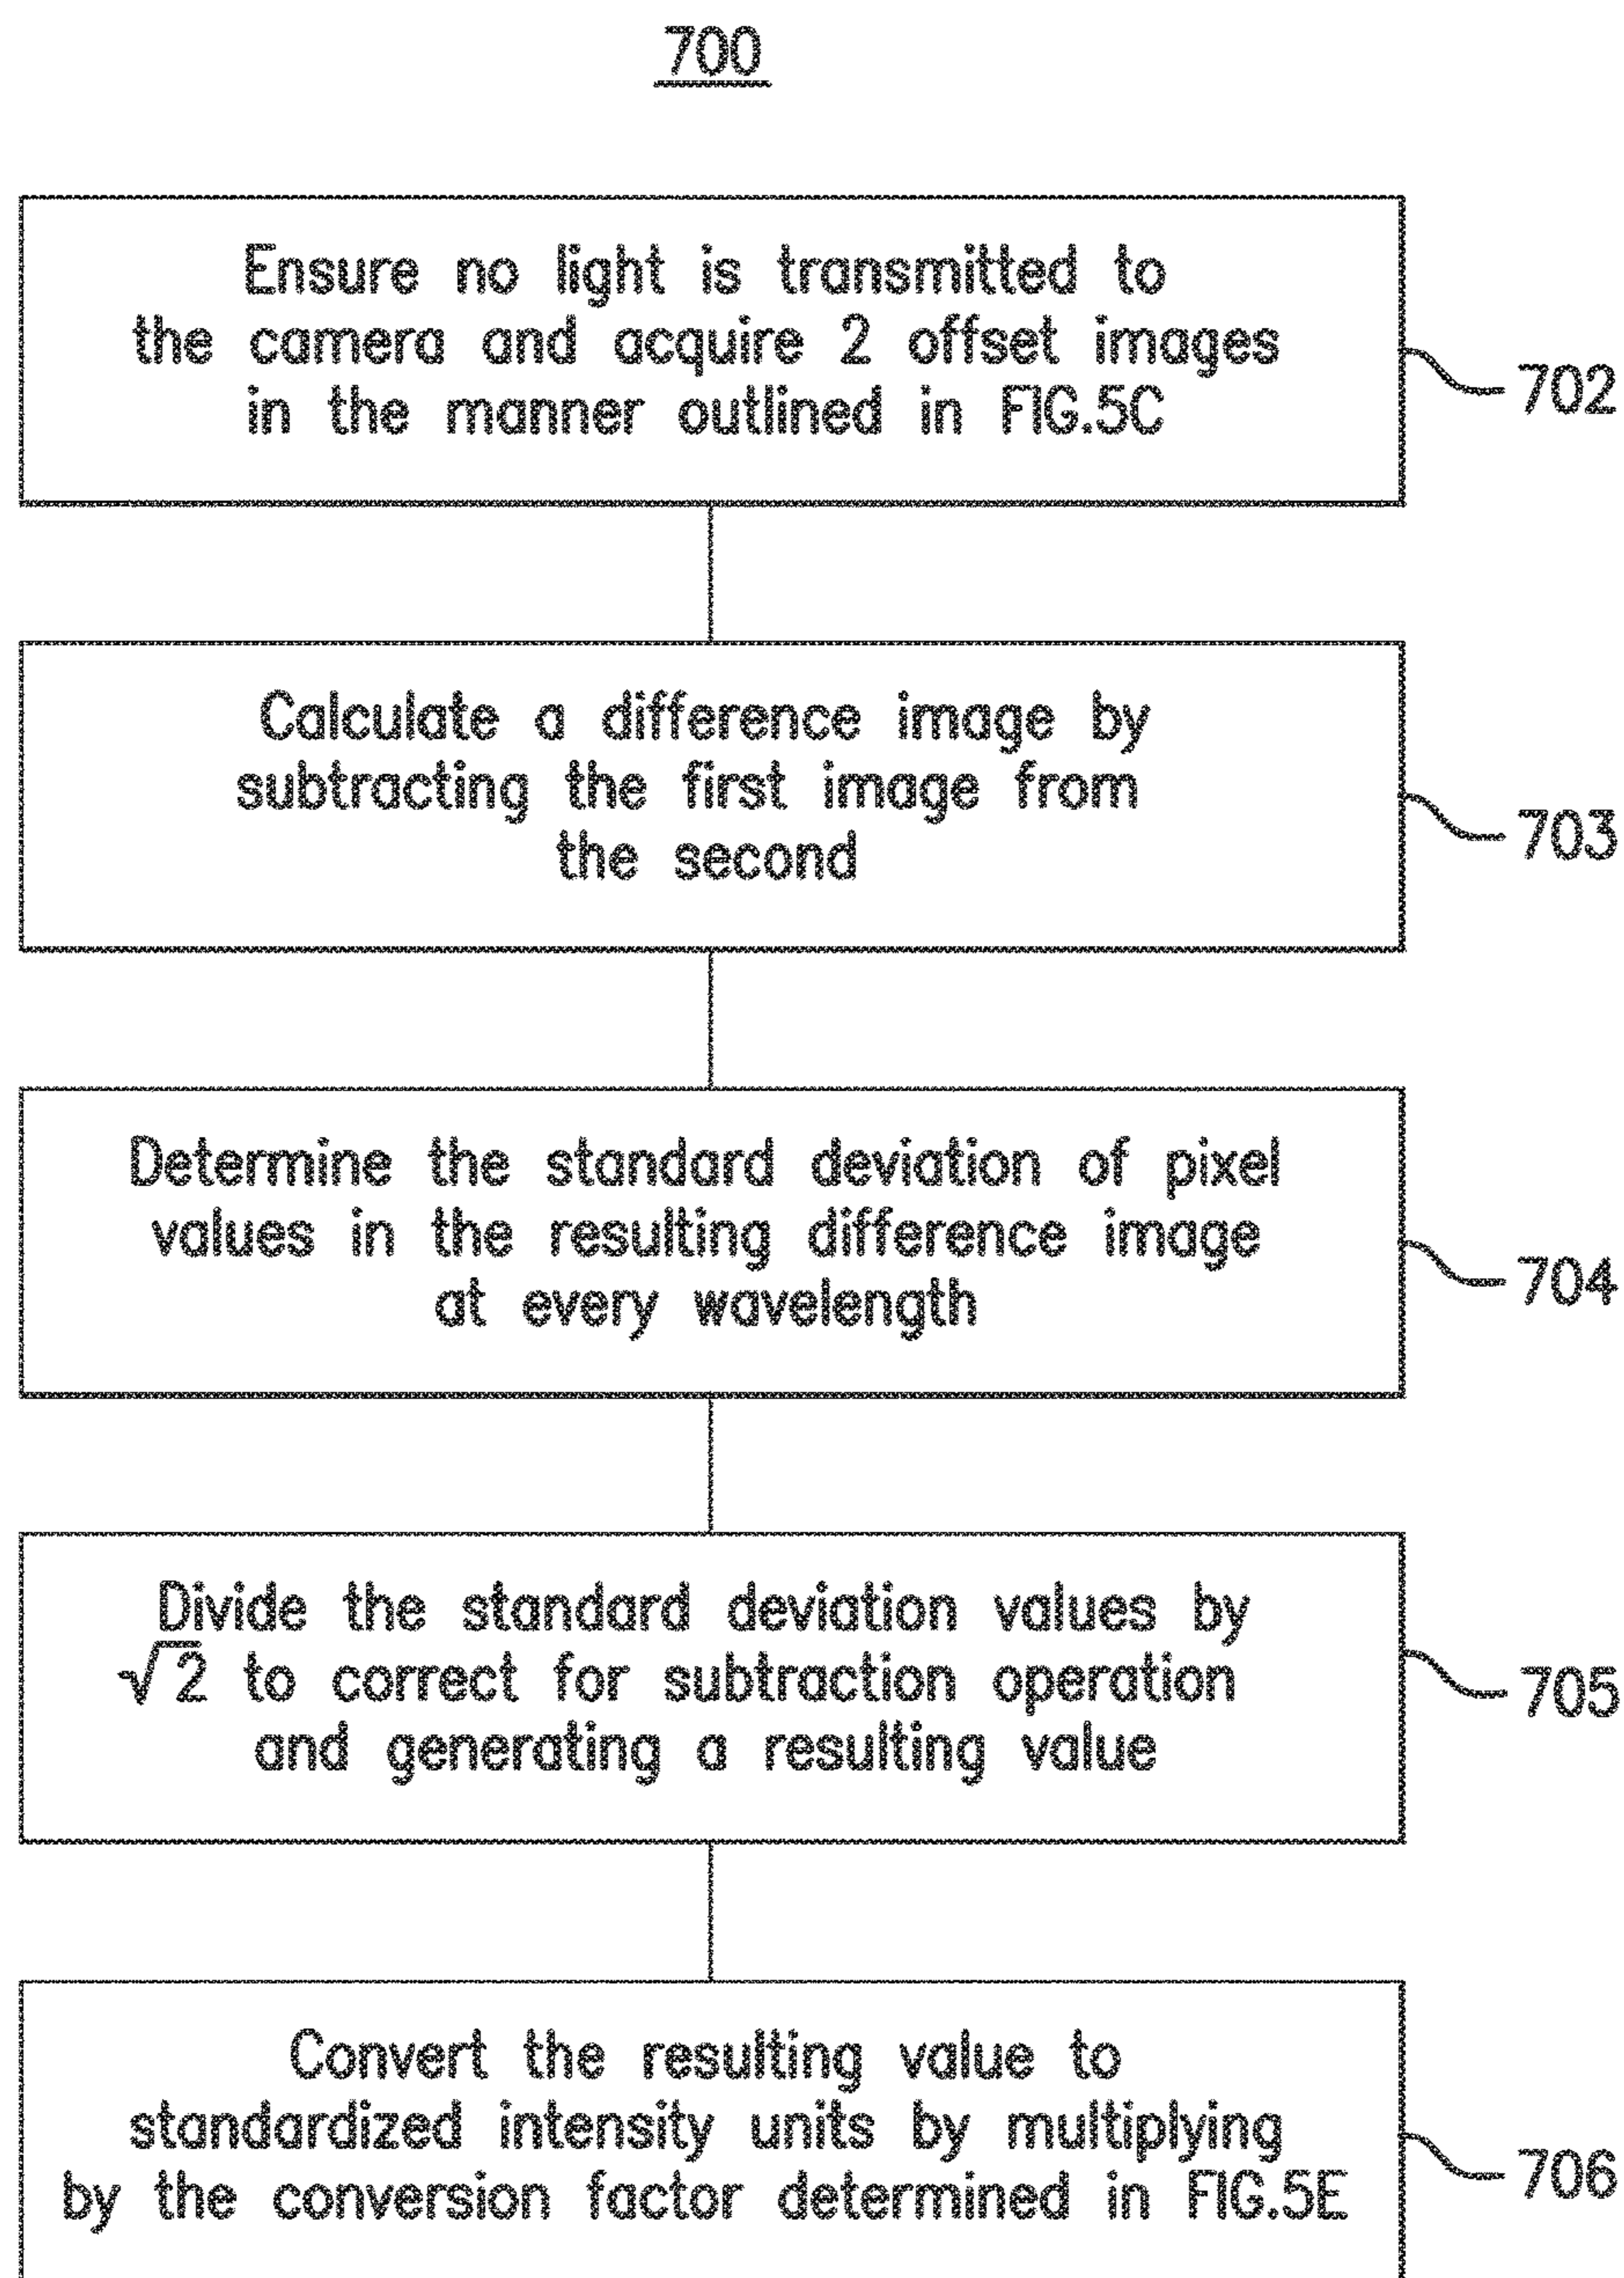 700
Ensure no light is transmitted to
the camera and acquire 2 offset images
in the manner outlined in FIG.5C
702
Calculate a difference image by
subtracting the first image from
the second
703
Determine the standard deviation of pixel
values in the resulting difference image
at every wavelength
704
Divide the standard deviation values by
√2 to correct for subtraction operation
and generating a resulting value
705
Convert the resulting value to
standardized intensity units by multiplying
by the conversion factor determined in FIG.5E
706